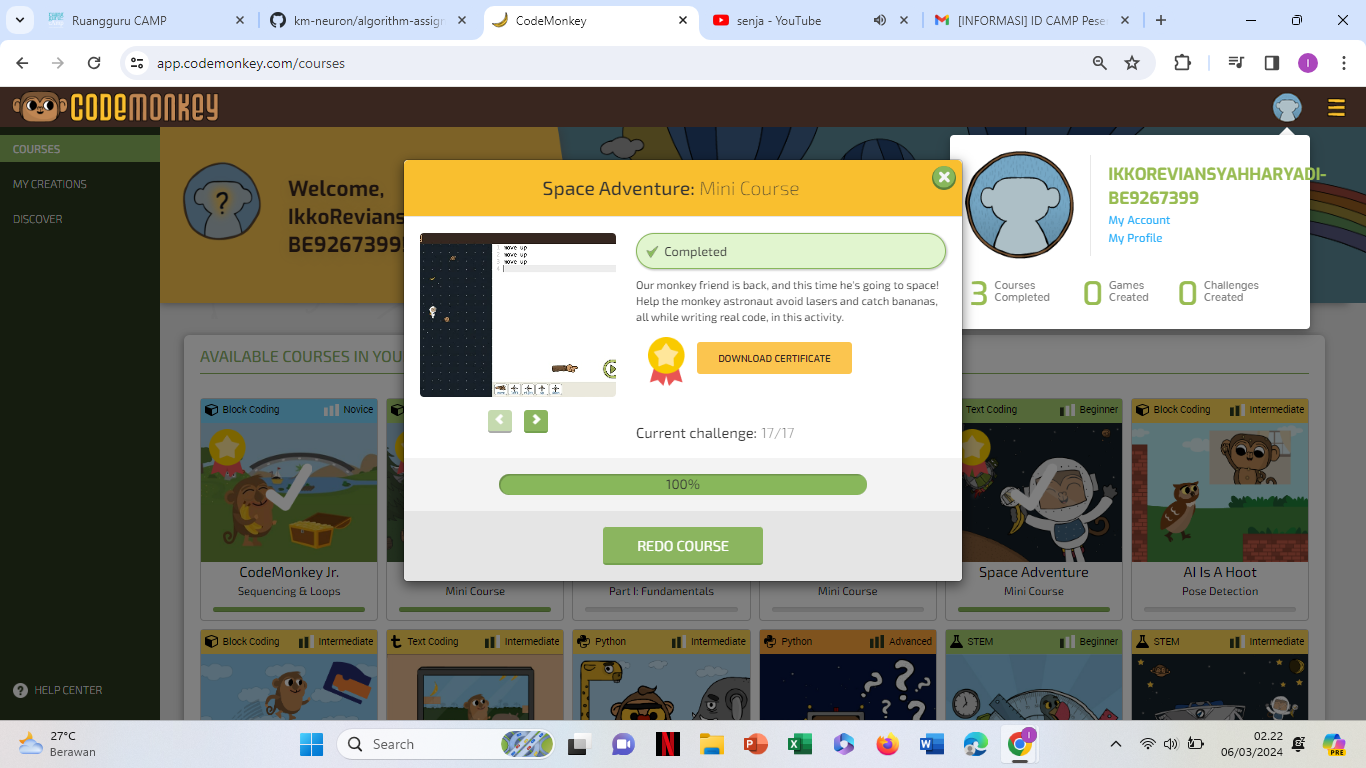 Ruangguru CAMP
km-neuron/algorithm-assign
CodeMonkey
senja - YouTube
[INFORMASI] ID CAMP Pese
app.codemonkey.com/courses
I
CODEMONKEY
COURSES
MY CREATIONS
DISCOVER
HELP CENTER
Welcome,
IkkoRevians
BE9267399
IKKOREVIANSYAHHARYADI-
BE9267399
My Account
My Profile
3 Courses Completed
0 Games Created
0 Challenges Created
Space Adventure: Mini Course
1 move up
2 move up
3 move up
4
Completed
Our monkey friend is back, and this time he's going to space!
Help the monkey astronaut avoid lasers and catch bananas,
all while writing real code, in this activity.
DOWNLOAD CERTIFICATE
Current challenge: 17/17
100%
REDO COURSE
AVAILABLE COURSES IN YOU
Block Coding Novice
Text Coding Beginner
Block Coding Intermediate
CodeMonkey Jr.
Sequencing & Loops
Mini Course
Part I: Fundamentals
Mini Course
Space Adventure
Mini Course
AI Is A Hoot
Pose Detection
Block Coding Intermediate
Text Coding Intermediate
Python Intermediate
Python Advanced
STEM Beginner
STEM Intermediate
27°C
Berawan
Search
02.22
06/03/2024
PRE